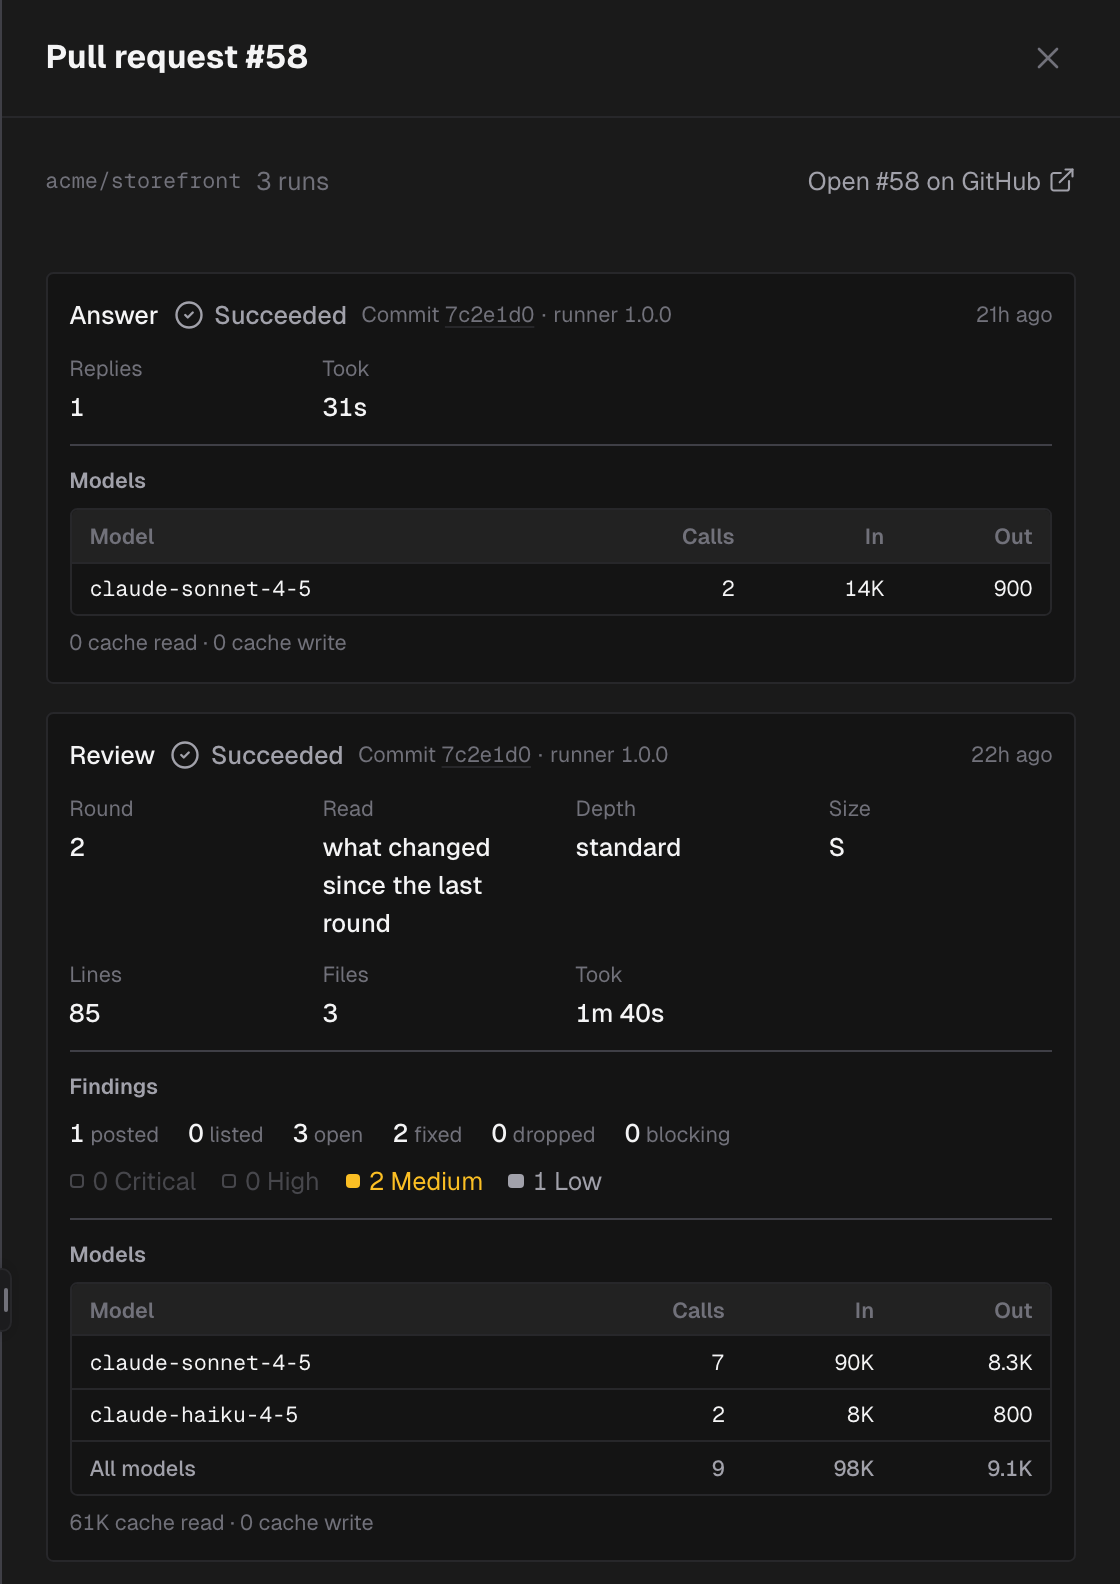 Pull request #58
acme/storefront 3 runs
Open #58 on GitHub
Answer Succeeded Commit 7c2e1d0 · runner 1.0.0 21h ago
Replies Took
1 31s
Models
Model Calls In Out
claude-sonnet-4-5 2 14K 900
0 cache read · 0 cache write
Review Succeeded Commit 7c2e1d0 · runner 1.0.0 22h ago
Round Read Depth Size
2 what changed standard S
since the last
round
Lines Files Took
85 3 1m 40s
Findings
1 posted 0 listed 3 open 2 fixed 0 dropped 0 blocking
0 Critical 0 High 2 Medium 1 Low
Models
Model Calls In Out
claude-sonnet-4-5 7 90K 8.3K
claude-haiku-4-5 2 8K 800
All models 9 98K 9.1K
61K cache read · 0 cache write